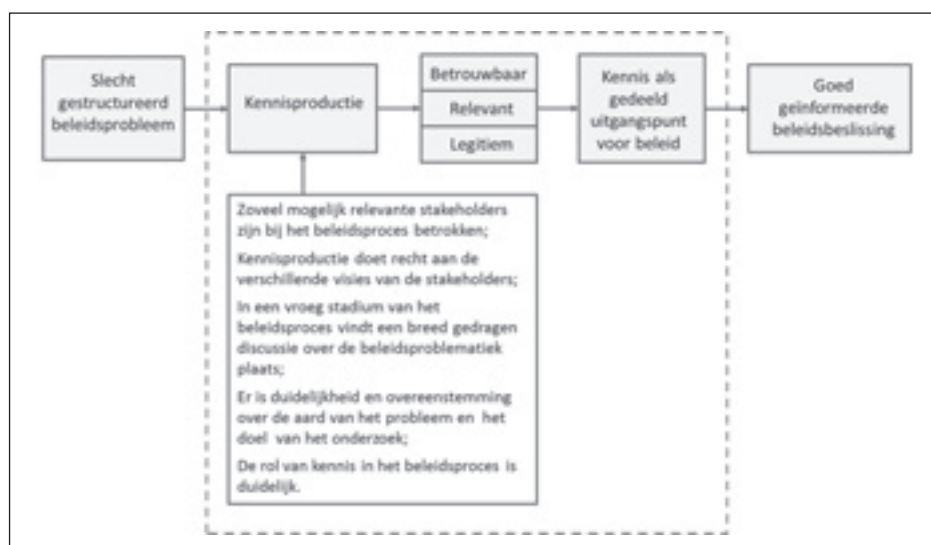 Slecht
gestructureerd
beleidsprobleem
Kennisproductie
Betrouwbaar
Relevant
Legitiem
Kennis als
gedeeld
uitgangspunt
voor beleid
Goed
geïnformeerde
beleidsbeslissing
Zoveel mogelijk relevante stakeholders
zijn bij het beleidsproces betrokken;
Kennisproductie doet recht aan de
verschillende visies van de stakeholders;
In een vroeg stadium van het
beleidsproces vindt een breed gedragen
discussie over de beleidsproblematiek
plaats;
Er is duidelijkheid en overeenstemming
over de aard van het probleem en het
doel van het onderzoek;
De rol van kennis in het beleidsproces is
duidelijk.